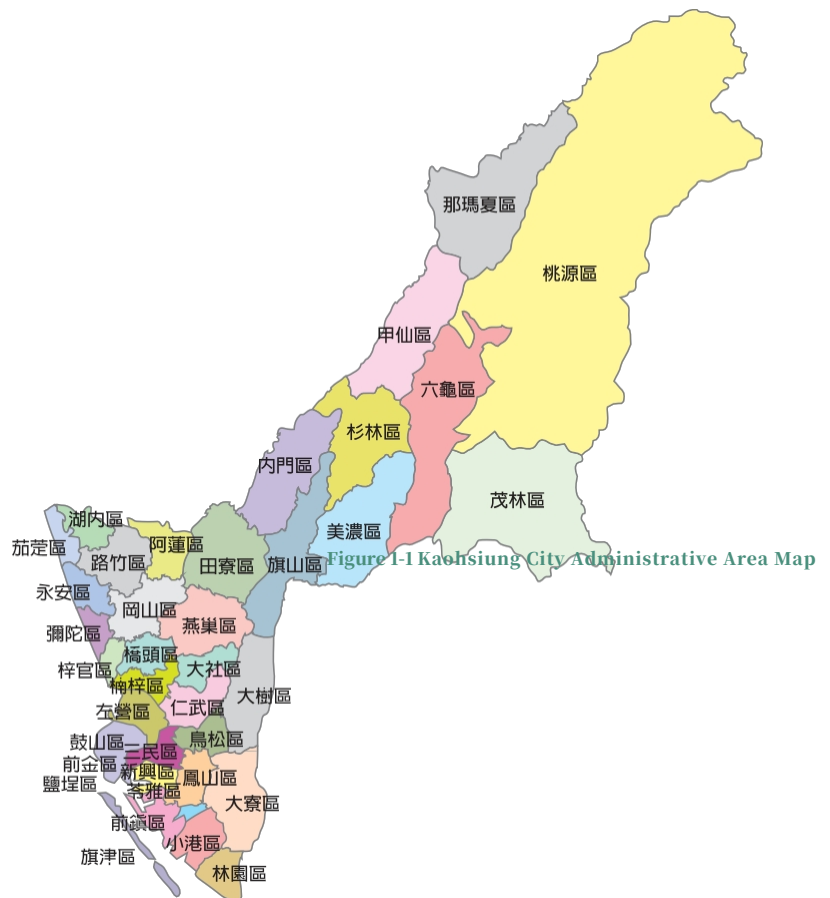 那瑪夏區
桃源區
甲仙區
六龜區
杉林區
內門區
茂林區
湖內區
美濃區
茄萣區
阿蓮區
路竹區
田寮區
旗山區
Figure 1-1 Kaohsiung City Administrative Area Map
永安區
岡山區
燕巢區
彌陀區
橋頭區
梓官區
大社區
楠梓區
大樹區
仁武區
左營區
鼓山區
鳥松區
三民區
前金區
新興區
鳳山區
鹽埕區
苓雅區
大寮區
前鎮區
小港區
旗津區
林園區